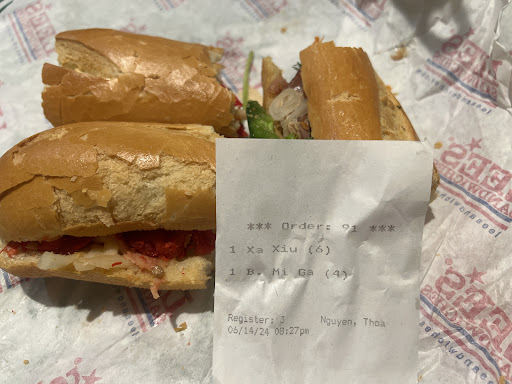 *** Order: 91 ***
1 Xa Xiu (6)
1 B. Mi Ga (4)
Register: 3 Nguyen, Thoa
06/14/24 08:27pm